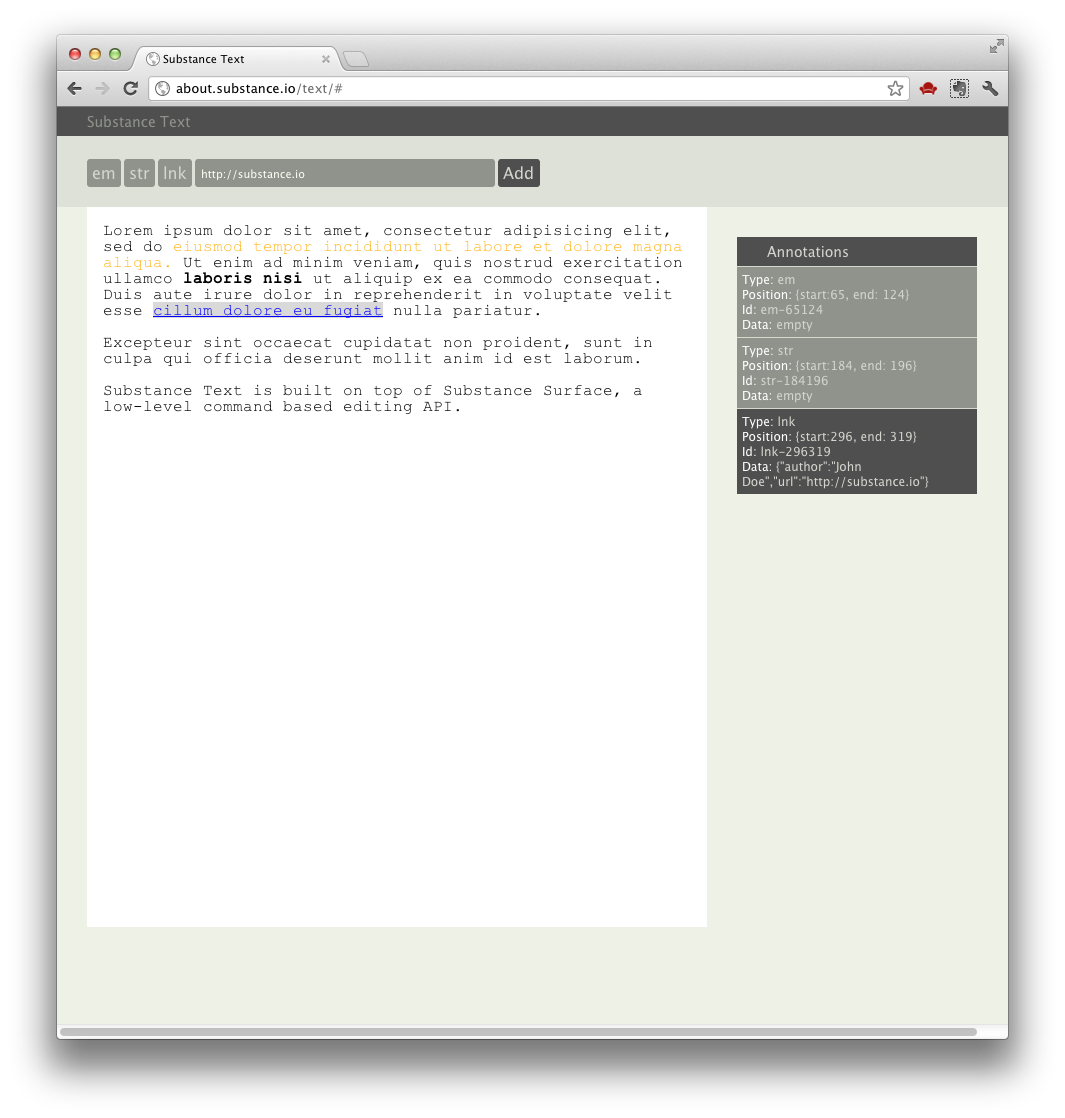 Substance Text
about.substance.io/text/#
Substance Text
em str lnk http://substance.io Add
Lorem ipsum dolor sit amet, consectetur adipisicing elit,
sed do eiusmod tempor incididunt ut labore et dolore magna
aliqua. Ut enim ad minim veniam, quis nostrud exercitation
ullamco laboris nisi ut aliquip ex ea commodo consequat.
Duis aute irure dolor in reprehenderit in voluptate velit
esse cillum dolore eu fugiat nulla pariatur.
Excepteur sint occaecat cupidatat non proident, sunt in
culpa qui officia deserunt mollit anim id est laborum.
Substance Text is built on top of Substance Surface, a
low-level command based editing API.
Annotations
Type: em
Position: {start:65, end: 124}
Id: em-65124
Data: empty
Type: str
Position: {start:184, end: 196}
Id: str-184196
Data: empty
Type: lnk
Position: {start:296, end: 319}
Id: lnk-296319
Data: {"author":"John
Doe","url":"http://substance.io"}